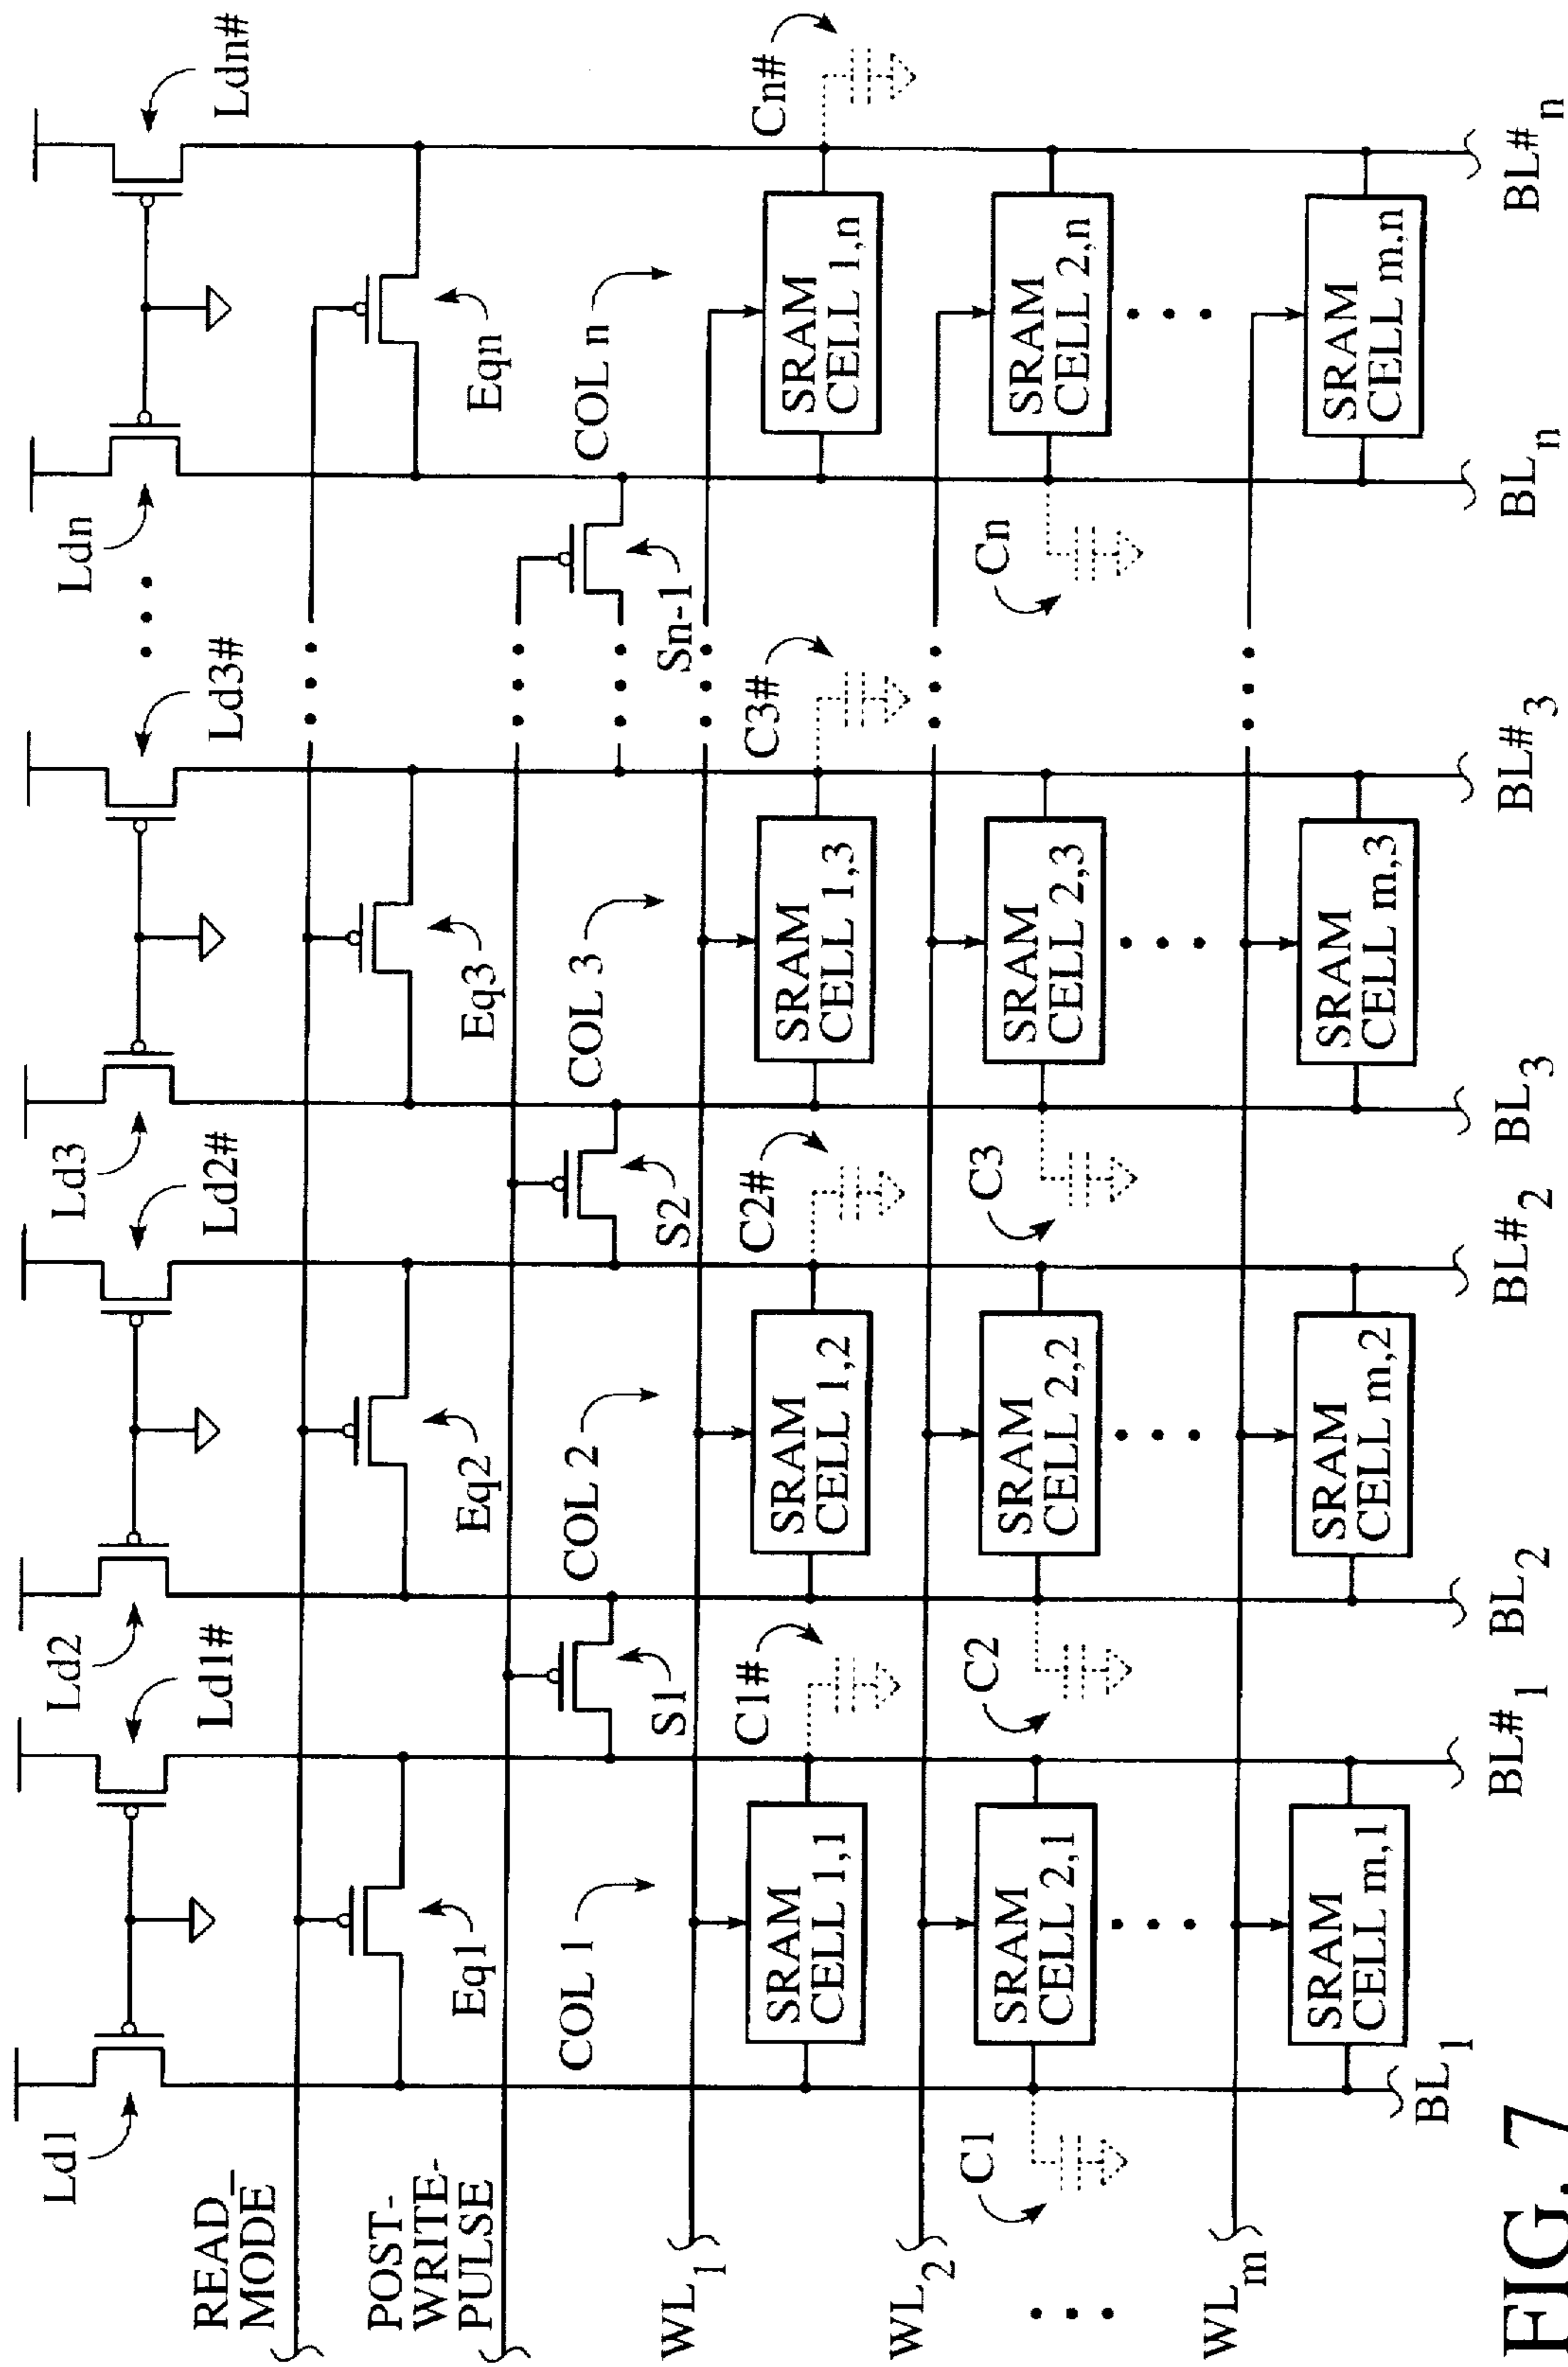 Ld1
Ld1#
Ld2
Ld2#
Ld3
Ld3#
Ldn
Ldn#
READ_
MODE
Eq1
Eq2
Eq3
Eqn
POST-
WRITE-
PULSE
S1
S2
Sn-1
COL 1
COL 2
COL 3
COL n
WL1
C1#
C2#
C3#
Cn#
SRAM
CELL 1,1
SRAM
CELL 1,2
SRAM
CELL 1,3
SRAM
CELL 1,n
WL2
C1
C2
C3
Cn
SRAM
CELL 2,1
SRAM
CELL 2,2
SRAM
CELL 2,3
SRAM
CELL 2,n
WLm
SRAM
CELL m,1
SRAM
CELL m,2
SRAM
CELL m,3
SRAM
CELL m,n
BL1
BL#1
BL2
BL#2
BL3
BL#3
BLn
BL#n
FIG. 7